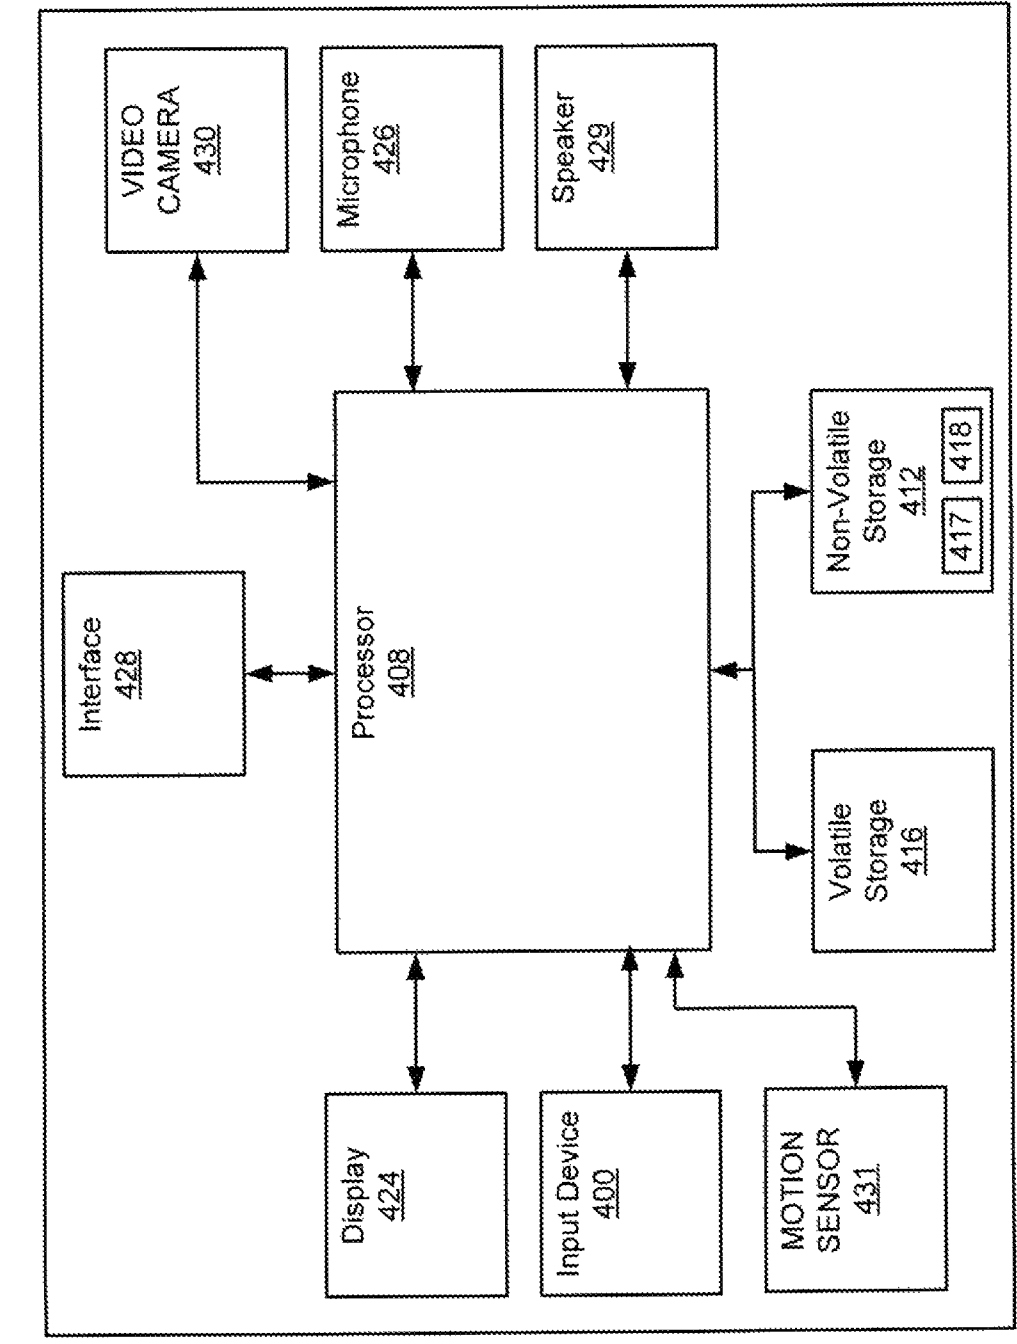 Interface
428
VIDEO
CAMERA
430
Display
424
Processor
408
Microphone
426
Input Device
400
Speaker
429
MOTION
SENSOR
431
Volatile
Storage
416
Non-Volatile
Storage
412
417
418